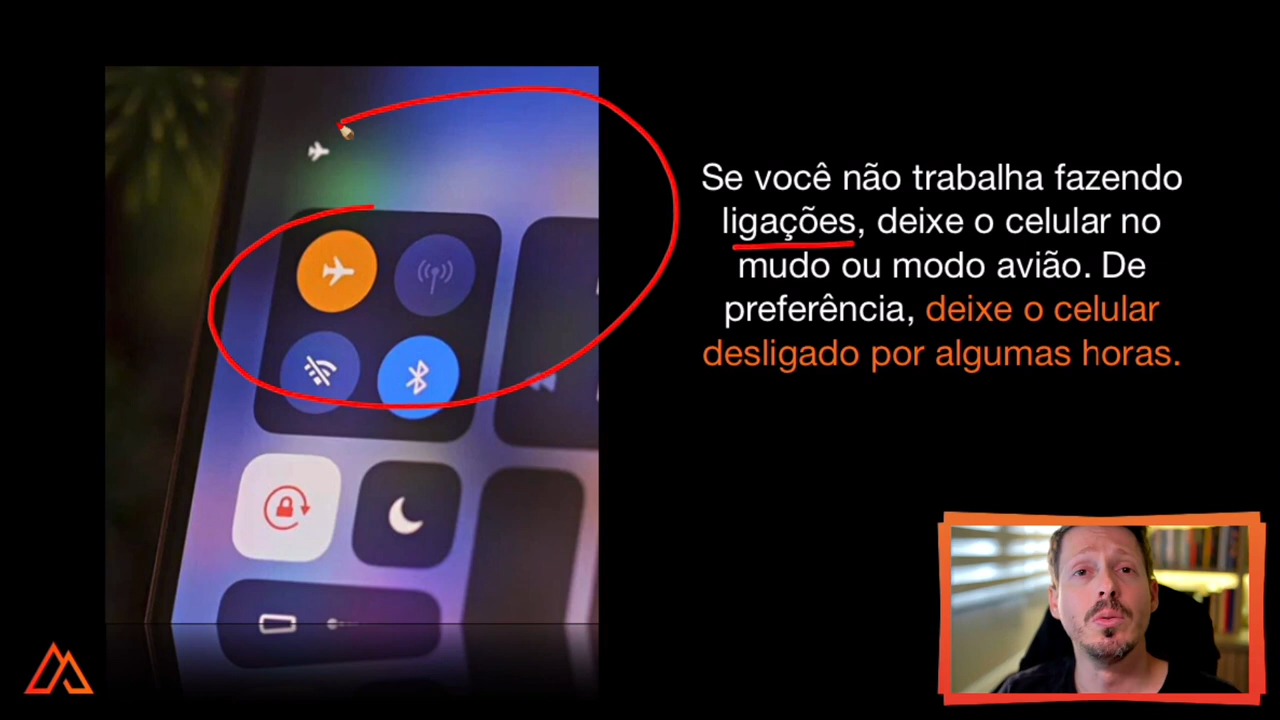 Se você não trabalha fazendo
ligações, deixe o celular no
mudo ou modo avião. De
preferência, deixe o celular
desligado por algumas horas.